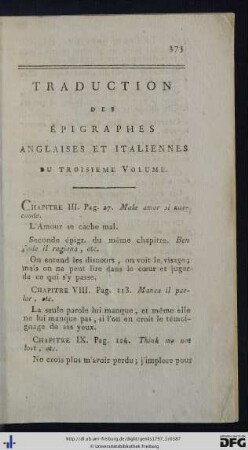 373
TRADUCTION
DES
ÉPIGRAPHES
ANGLAISES ET ITALIENNES
DU TROISIEME VOLUME.
CHAPITRE III. Pag. 27. Male amor si nas-
conde.
L'Amour se cache mal.
Seconde épigr. du même chapitre. Ben
s'ode il ragiona, etc.
On entend les discours, on voit le visage;
mais on ne peut lire dans le cœur et juger
de ce qui s'y passe.
CHAPITRE VIII. Pag. 113. Manca il par-
lar, etc.
La seule parole lui manque, et même elle
ne lui manque pas, si l'on en croit le témoi-
gnage de ses yeux.
CHAPITRE IX. Pag. 124. Think me not
lost, etc.
Ne crois plus m'avoir perdu; j'implore pour
© Universitätsbibliothek Freiburg